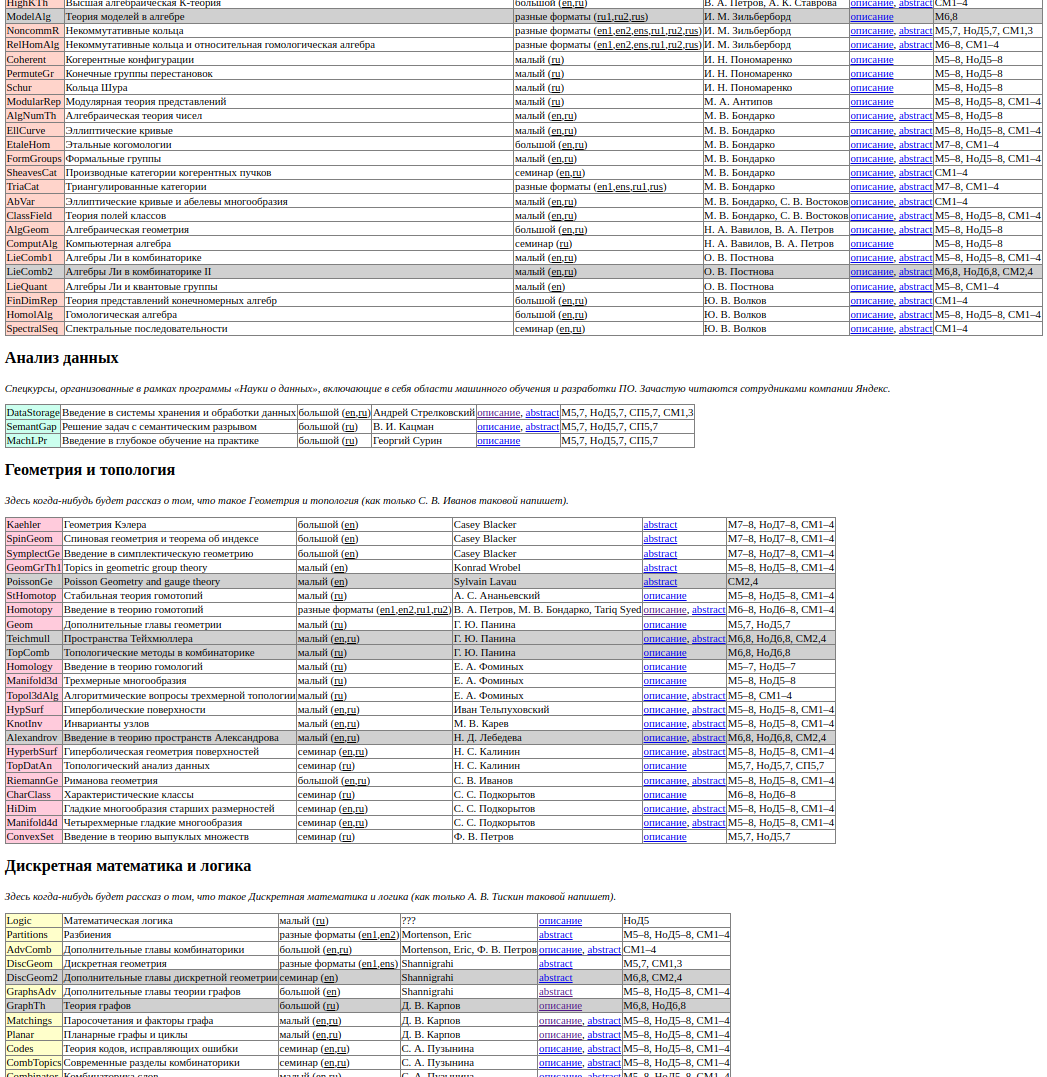 HighKTh Высшая алгебраическая K-теория большой (en,ru) В. А. Петров, А. К. Ставрова описание, abstract СМ1–4
ModelAlg Теория моделей в алгебре разные форматы (ru1,ru2,rus) И. М. Зильберборд описание М6,8
NoncommR Некоммутативные кольца разные форматы (en1,en2,ens,ru1,ru2,rus) И. М. Зильберборд описание, abstract М5,7, НоД5,7, СМ1,3
RelHomAlg Некоммутативные кольца и относительная гомологическая алгебра разные форматы (en1,en2,ens,ru1,ru2,rus) И. М. Зильберборд описание, abstract М6–8, СМ1–4
Coherent Когерентные конфигурации малый (ru) И. Н. Пономаренко описание М5–8, НоД5–8
PermuteGr Конечные группы перестановок малый (ru) И. Н. Пономаренко описание М5–8, НоД5–8
Schur Кольца Шура малый (ru) И. Н. Пономаренко описание М5–8, НоД5–8
ModularRep Модулярная теория представлений малый (ru) М. А. Антипов описание М5–8, НоД5–8, СМ1–4
AlgNumTh Алгебраическая теория чисел малый (en,ru) М. В. Бондарко описание, abstract М5–8, НоД5–8
EllCurve Эллиптические кривые малый (en,ru) М. В. Бондарко описание, abstract М5–8, НоД5–8, СМ1–4
EtaleHom Этальные когомологии большой (en,ru) М. В. Бондарко описание, abstract М7–8, СМ1–4
FormGroups Формальные группы малый (en,ru) М. В. Бондарко описание, abstract М5–8, НоД5–8, СМ1–4
SheavesCat Производные категории когерентных пучков семинар (en,ru) М. В. Бондарко описание, abstract СМ1–4
TriaCat Триангулированные категории разные форматы (en1,ens,ru1,rus) М. В. Бондарко описание, abstract М7–8, СМ1–4
AbVar Эллиптические кривые и абелевы многообразия малый (en,ru) М. В. Бондарко, С. В. Востоков описание, abstract СМ1–4
ClassField Теория полей классов малый (en,ru) М. В. Бондарко, С. В. Востоков описание, abstract М5–8, НоД5–8, СМ1–4
AlgGeom Алгебраическая геометрия большой (en,ru) Н. А. Вавилов, В. А. Петров описание, abstract М5–8, НоД5–8
ComputAlg Компьютерная алгебра семинар (ru) Н. А. Вавилов, В. А. Петров описание М5–8, НоД5–8
LieComb1 Алгебры Ли в комбинаторике малый (en,ru) О. В. Постнова описание, abstract М5–8, НоД5–8, СМ1–4
LieComb2 Алгебры Ли в комбинаторике II малый (en,ru) О. В. Постнова описание, abstract М6,8, НоД6,8, СМ2,4
LieQuant Алгебры Ли и квантовые группы малый (en) О. В. Постнова описание, abstract М5–8, СМ1–4
FinDimRep Теория представлений конечномерных алгебр большой (en,ru) Ю. В. Волков описание, abstract СМ1–4
HomolAlg Гомологическая алгебра большой (en,ru) Ю. В. Волков описание, abstract М5–8, НоД5–8, СМ1–4
SpectralSeq Спектральные последовательности семинар (en,ru) Ю. В. Волков описание, abstract СМ1–4
Анализ данных
Спецкурсы, организованные в рамках программы «Науки о данных», включающие в себя области машинного обучения и разработки ПО. Зачастую читаются сотрудниками компании Яндекс.
DataStorage Введение в системы хранения и обработки данных большой (en,ru) Андрей Стрелковский описание, abstract М5,7, НоД5,7, СП5,7, СМ1,3
SemantGap Решение задач с семантическим разрывом большой (ru) В. И. Кацман описание, abstract М5,7, НоД5,7, СП5,7
MachLPr Введение в глубокое обучение на практике большой (ru) Георгий Сурин описание М5,7, НоД5,7, СП5,7
Геометрия и топология
Здесь когда-нибудь будет рассказ о том, что такое Геометрия и топология (как только С. В. Иванов таковой напишет).
Kaehler Геометрия Кэлера большой (en) Casey Blacker abstract М7–8, НоД7–8, СМ1–4
SpinGeom Спиновая геометрия и теорема об индексе большой (en) Casey Blacker abstract М7–8, НоД7–8, СМ1–4
SymplectGe Введение в симплектическую геометрию большой (en) Casey Blacker abstract М7–8, НоД7–8, СМ1–4
GeomGrTh1 Topics in geometric group theory малый (en) Konrad Wrobel abstract М5–8, НоД5–8, СМ1–4
PoissonGe Poisson Geometry and gauge theory малый (en) Sylvain Lavau abstract СМ2,4
StHomotop Стабильная теория гомотопий малый (ru) А. С. Ананьевский описание М5–8, НоД5–8, СМ1–4
Homotopy Введение в теорию гомотопий разные форматы (en1,en2,ru1,ru2) В. А. Петров, М. В. Бондарко, Tariq Syed описание, abstract М6–8, НоД6–8, СМ1–4
Geom Дополнительные главы геометрии малый (ru) Г. Ю. Панина описание М5,7, НоД5,7
Teichmull Пространства Тейхмюллера малый (en,ru) Г. Ю. Панина описание, abstract М6,8, НоД6,8, СМ2,4
TopComb Топологические методы в комбинаторике малый (ru) Г. Ю. Панина описание М6,8, НоД6,8
Homology Введение в теорию гомологий малый (ru) Е. А. Фоминых описание М5–7, НоД5–7
Manifold3d Трехмерные многообразия малый (ru) Е. А. Фоминых описание М5–8, НоД5–8
Topol3dAlg Алгоритмические вопросы трехмерной топологии малый (ru) Е. А. Фоминых описание, abstract М5–8, СМ1–4
HypSurf Гиперболические поверхности малый (en,ru) Иван Тельпуховский описание, abstract М5–8, НоД5–8, СМ1–4
KnotInv Инварианты узлов малый (en,ru) М. В. Карев описание, abstract М5–8, НоД5–8, СМ1–4
Alexandrov Введение в теорию пространств Александрова малый (en,ru) Н. Д. Лебедева описание, abstract М6,8, НоД6,8, СМ2,4
HyperbSurf Гиперболическая геометрия поверхностей семинар (en,ru) Н. С. Калинин описание, abstract М5–8, НоД5–8, СМ1–4
TopDatAn Топологический анализ данных семинар (ru) Н. С. Калинин описание М5,7, НоД5,7, СП5,7
RiemannGe Риманова геометрия большой (en,ru) С. В. Иванов описание, abstract М5–8, НоД5–8, СМ1–4
CharClass Характеристические классы семинар (ru) С. С. Подкорытов описание М6–8, НоД6–8
HiDim Гладкие многообразия старших размерностей семинар (en,ru) С. С. Подкорытов описание, abstract М5–8, НоД5–8, СМ1–4
Manifold4d Четырехмерные гладкие многообразия семинар (en,ru) С. С. Подкорытов описание, abstract М5–8, НоД5–8, СМ1–4
ConvexSet Введение в теорию выпуклых множеств семинар (ru) Ф. В. Петров описание М5,7, НоД5,7
Дискретная математика и логика
Здесь когда-нибудь будет рассказ о том, что такое Дискретная математика и логика (как только А. В. Тискин таковой напишет).
Logic Математическая логика малый (ru) ??? описание НоД5
Partitions Разбиения разные форматы (en1,en2) Mortenson, Eric abstract М5–8, НоД5–8, СМ1–4
AdvComb Дополнительные главы комбинаторики большой (en,ru) Mortenson, Eric, Ф. В. Петров описание, abstract СМ1–4
DiscGeom Дискретная геометрия разные форматы (en1,ens) Shannigrahi abstract М5,7, СМ1,3
DiscGeom2 Дополнительные главы дискретной геометрии семинар (en) Shannigrahi abstract М6,8, СМ2,4
GraphsAdv Дополнительные главы теории графов большой (en) Shannigrahi abstract М5–8, НоД5–8, СМ1–4
GraphTh Теория графов большой (ru) Д. В. Карпов описание М6,8, НоД6,8
Matchings Паросочетания и факторы графа малый (en,ru) Д. В. Карпов описание, abstract М5–8, НоД5–8, СМ1–4
Planar Планарные графы и циклы малый (en,ru) Д. В. Карпов описание, abstract М5–8, НоД5–8, СМ1–4
Codes Теория кодов, исправляющих ошибки семинар (en,ru) С. А. Пузынина описание, abstract М5–8, НоД5–8, СМ1–4
CombTopics Современные разделы комбинаторики семинар (en,ru) С. А. Пузынина описание, abstract М5–8, НоД5–8, СМ1–4
Combinator Комбинаторика слов малый (en,ru) С. А. Пузынина описание, abstract М5–8, НоД5–8, СМ1–4